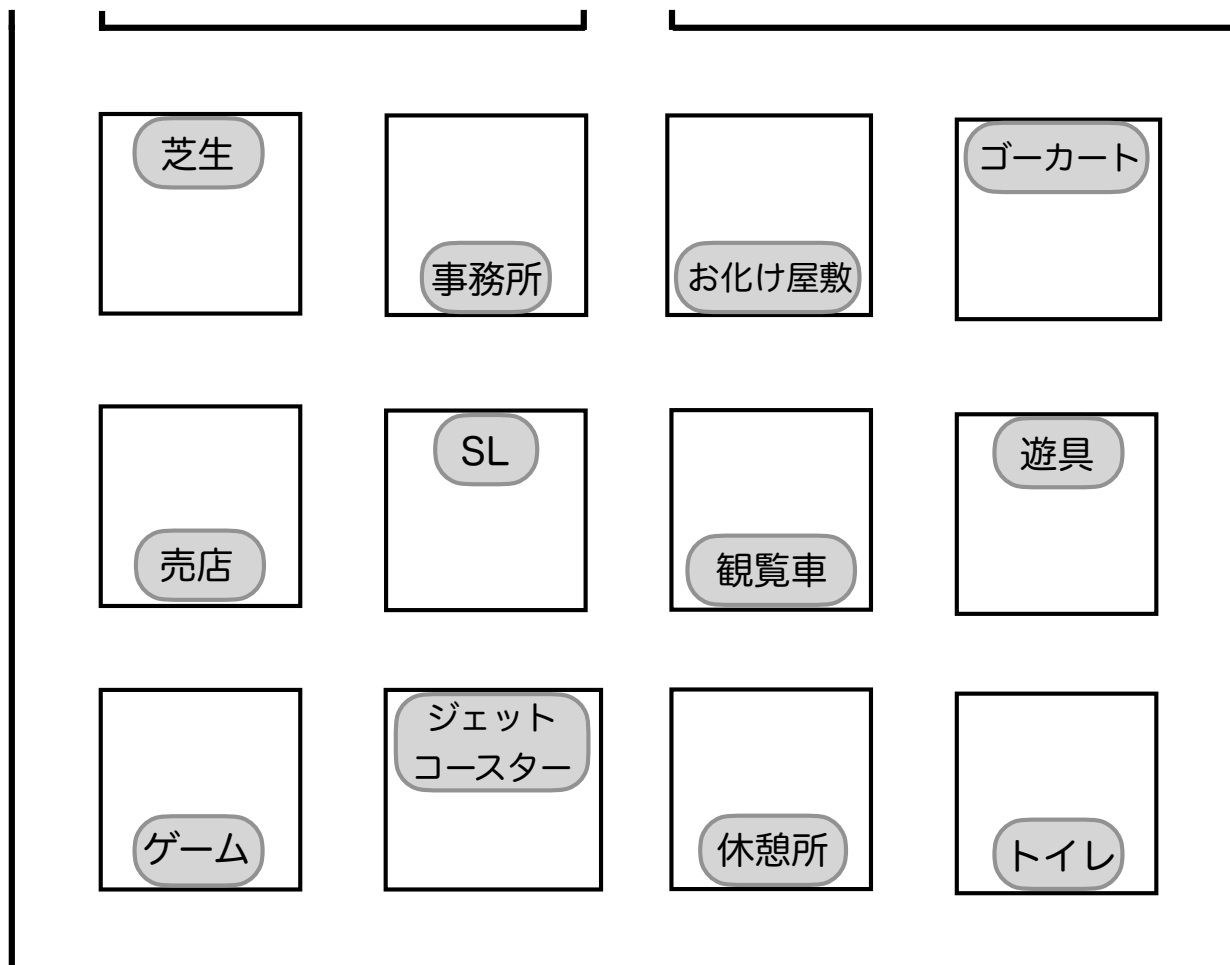 芝生
事務所
お化け屋敷
ゴーカート
売店
SL
観覧車
遊具
ゲーム
ジェット
コースター
休憩所
トイレ